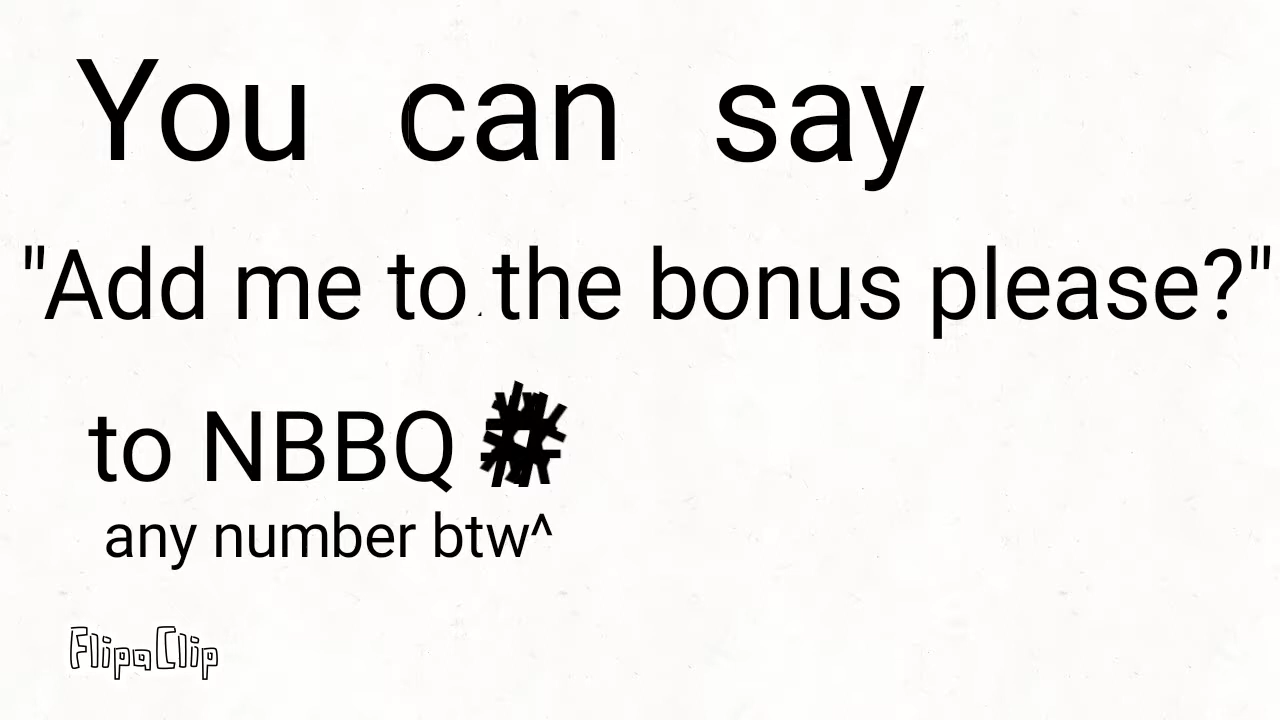 You can say
"Add me to the bonus please?"
to NBBQ #
any number btw^
FlipaClip